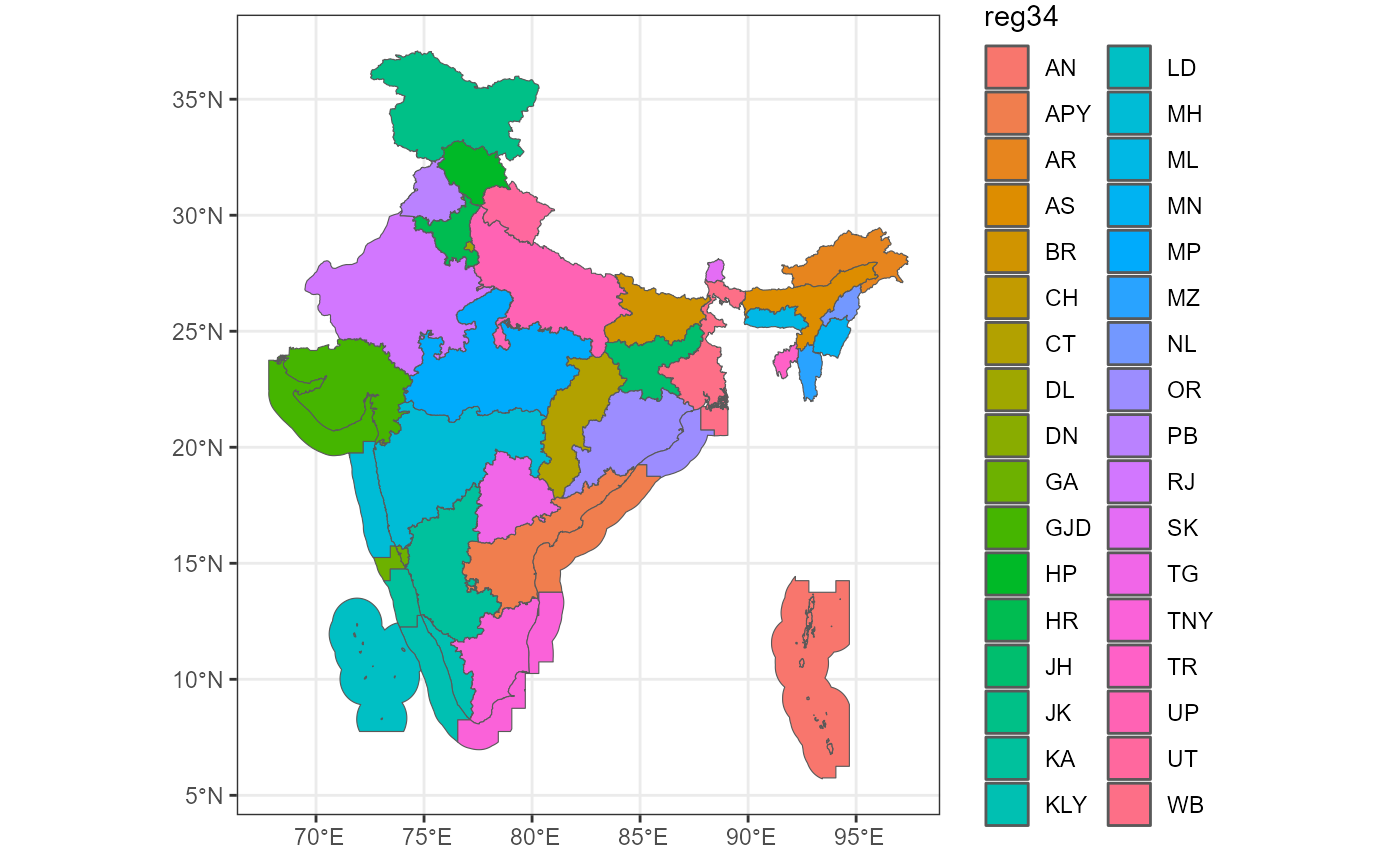 reg34
AN LD
APY MH
AR ML
AS MN
BR MP
CH MZ
CT NL
DL OR
DN PB
GA RJ
GJD SK
HP TG
HR TNY
JH TR
JK UP
KA UT
KLY WB
35°N
30°N
25°N
20°N
15°N
10°N
5°N
70°E 75°E 80°E 85°E 90°E 95°E